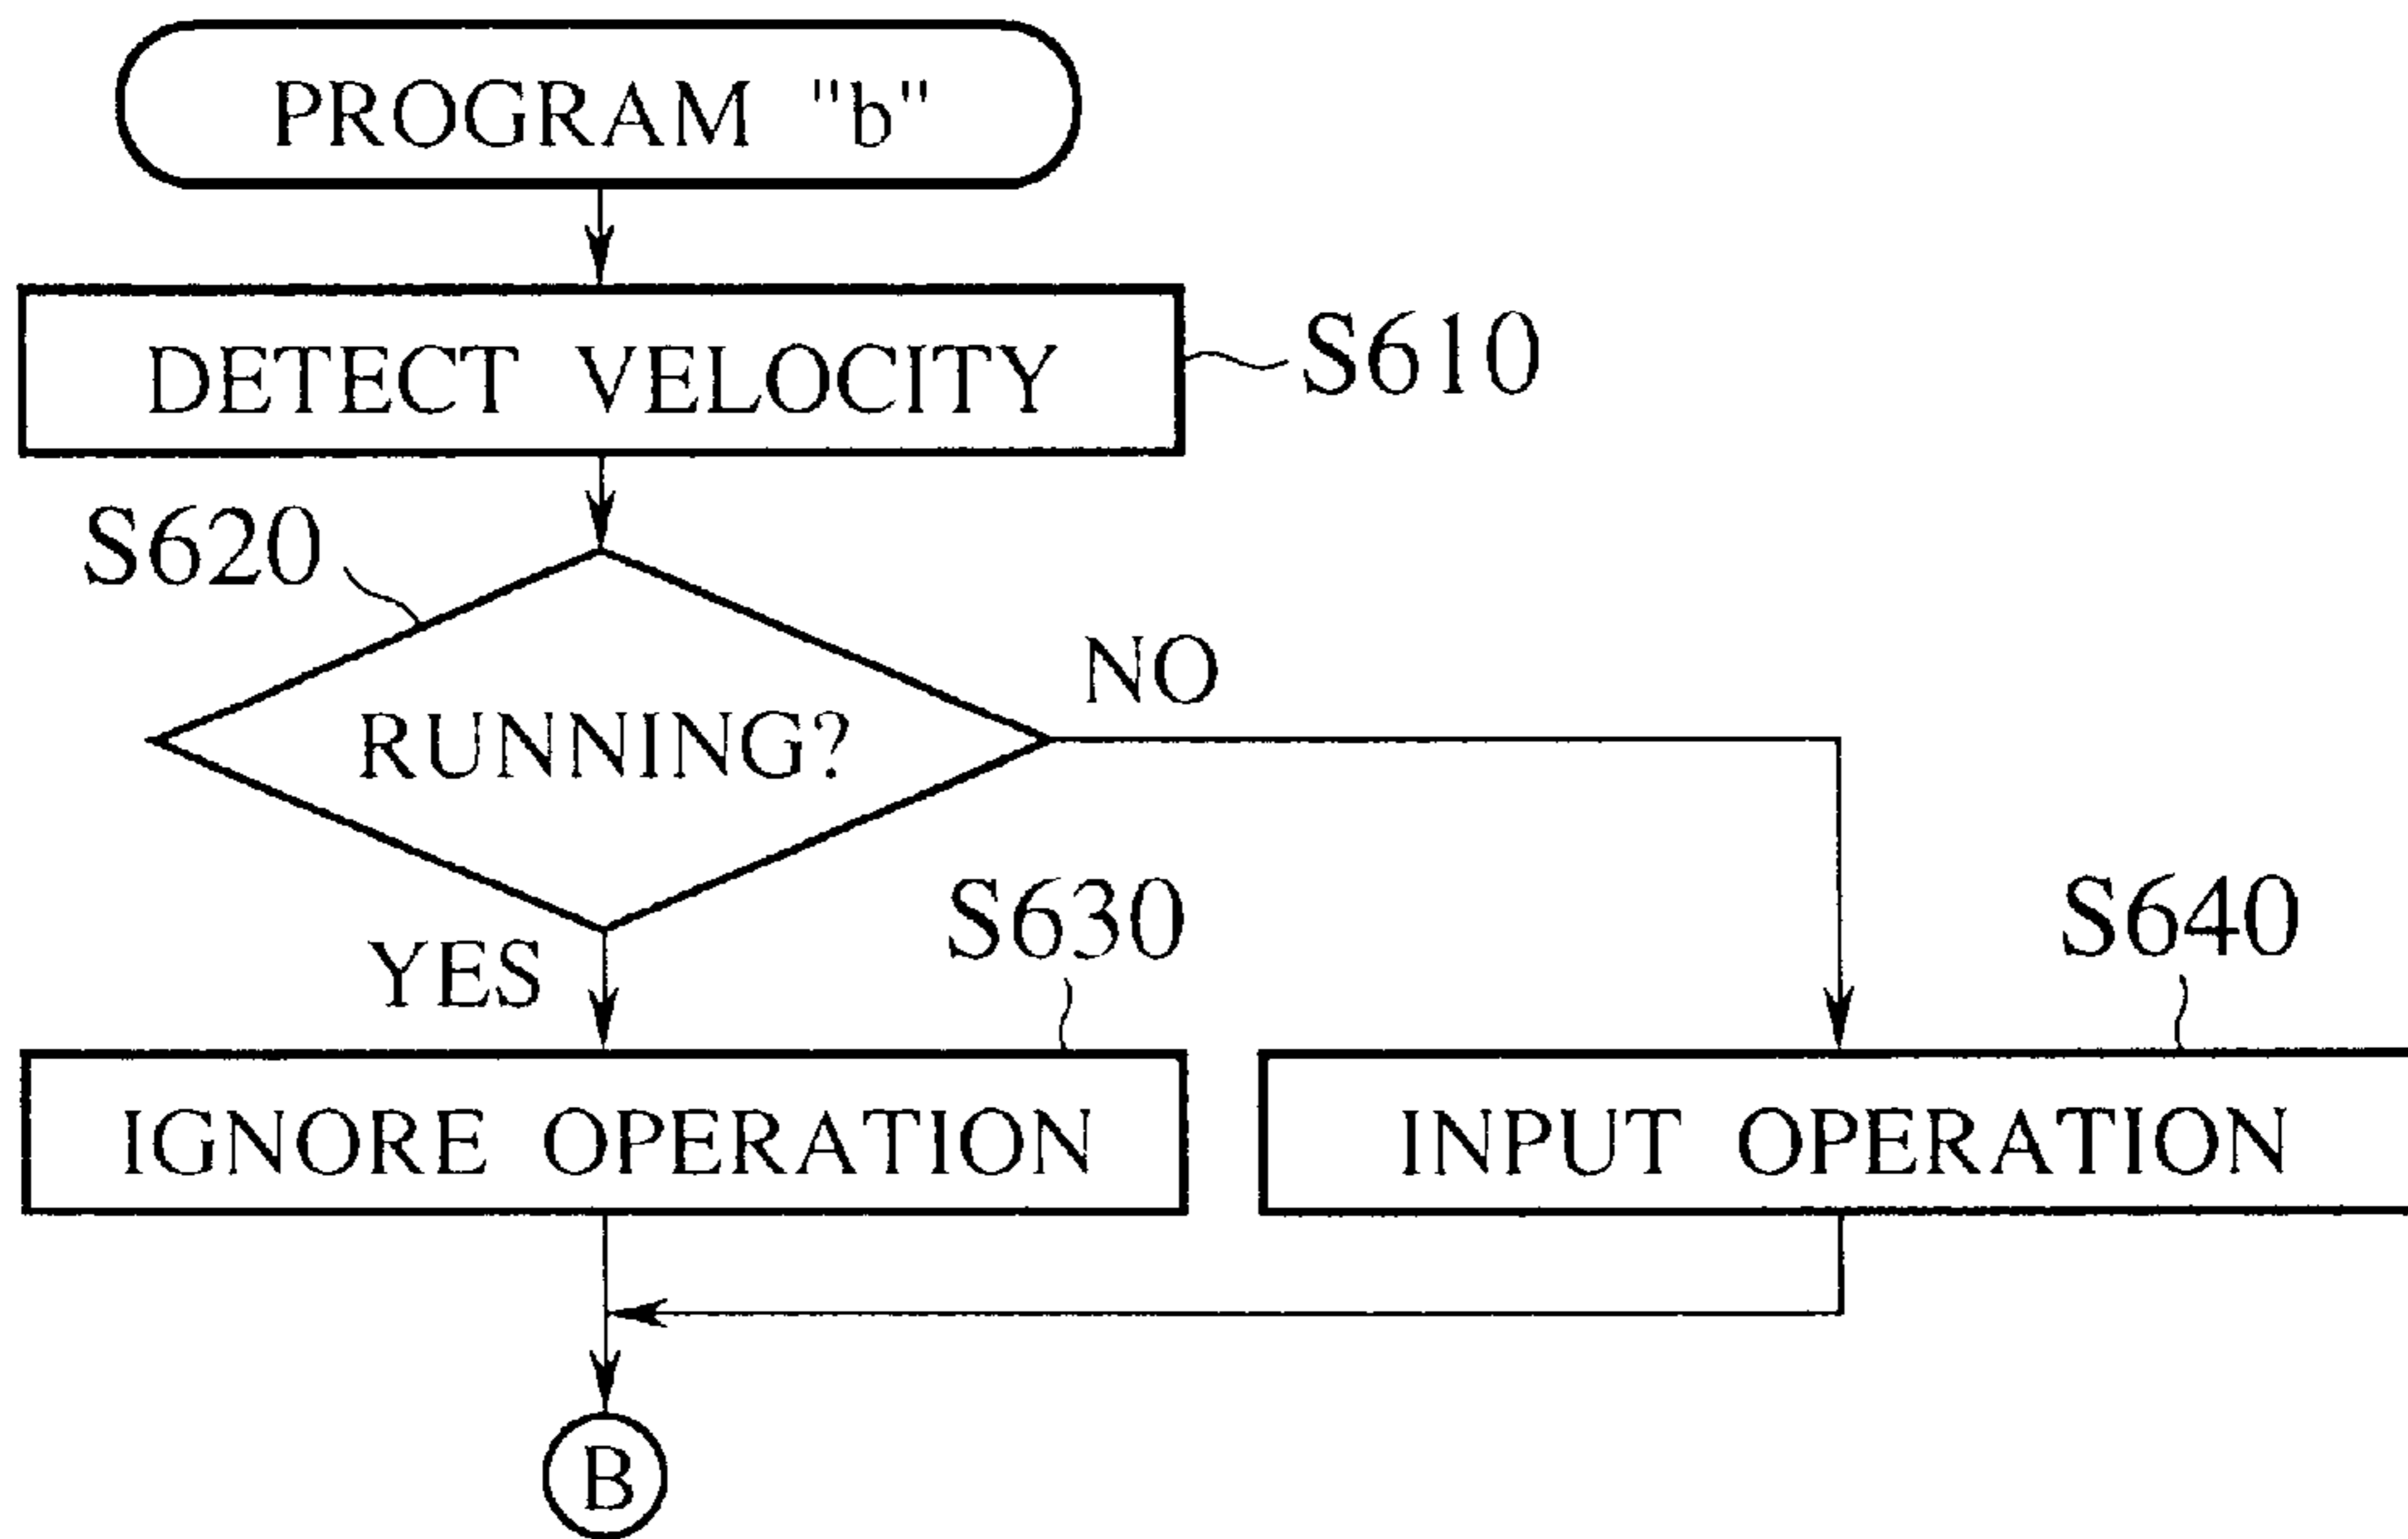 PROGRAM "b"
DETECT VELOCITY
S610
S620
RUNNING?
NO
YES
S630
S640
IGNORE OPERATION
INPUT OPERATION
B